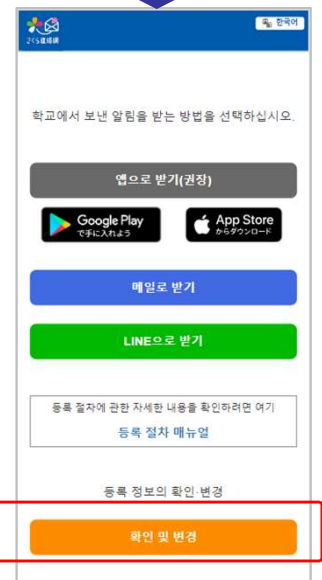 さくら連絡網
한국어
학교에서 보낸 알림을 받는 방법을 선택하십시오.
앱으로 받기(권장)
Google Play
で手に入れよう
App Store
からダウンロード
메일로 받기
LINE으로 받기
등록 절차에 관한 자세한 내용을 확인하려면 여기
등록 절차 매뉴얼
등록 정보의 확인·변경
확인 및 변경